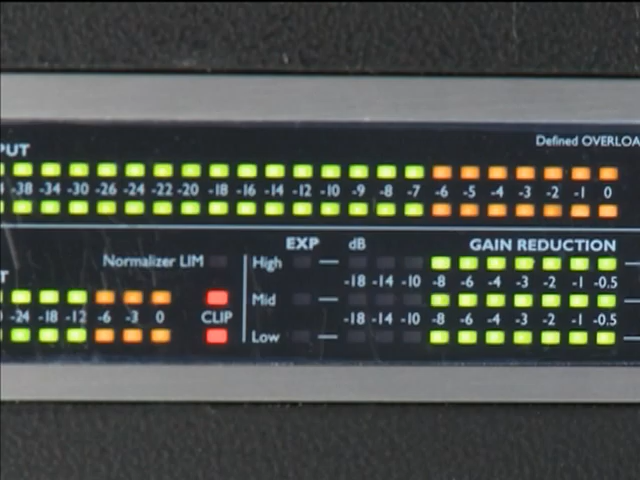 PUT
Defined OVERLOA
-38 -34 -30 -26 -24 -22 -20 -18 -16 -14 -12 -10 -9 -8 -7 -6 -5 -4 -3 -2 -1 0
EXP dB GAIN REDUCTION
T Normalizer LIM High
-18 -14 -10 -8 -6 -4 -3 -2 -1 -0.5
Mid
-24 -18 -12 -6 -3 0 CLIP -18 -14 -10 -8 -6 -4 -3 -2 -1 -0.5
Low